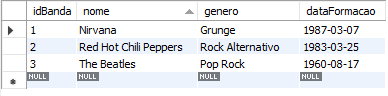 idBanda nome genero dataFormacao
1 Nirvana Grunge 1987-03-07
2 Red Hot Chili Peppers Rock Alternativo 1983-03-25
3 The Beatles Pop Rock 1960-08-17
NULL NULL NULL NULL